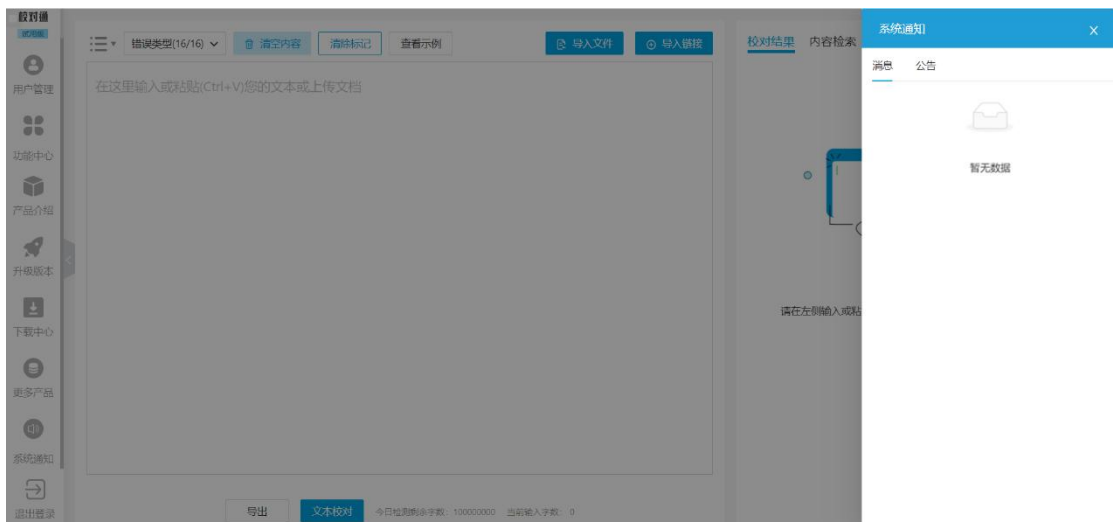 校对通
试用版
用户管理
功能中心
产品介绍
升级版本
下载中心
更多产品
系统通知
退出登录
错误类型(16/16)
清空内容
清除标记
查看示例
导入文件
导入链接
在这里输入或粘贴(Ctrl+V)您的文本或上传文档
导出
文本校对
今日检测剩余字数: 100000000
当前输入字数: 0
校对结果
内容检索
请在左侧输入或粘
系统通知
X
消息
公告
暂无数据